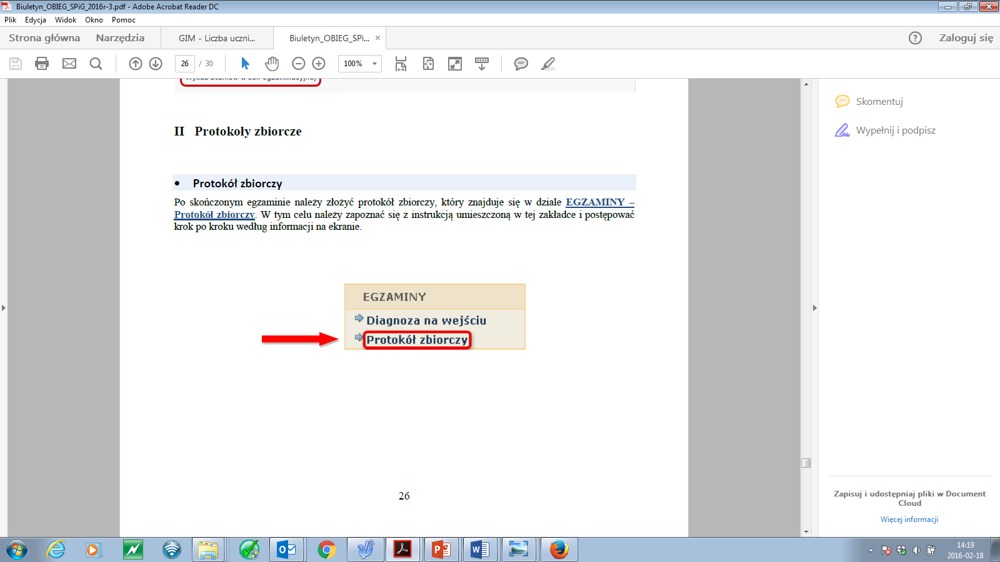 Biuletyn_OBIEG_SPiG_2016r-3.pdf - Adobe Acrobat Reader DC
Plik Edycja Widok Okno Pomoc
Strona główna Narzędzia GIM - Liczba uczni... Biuletyn_OBIEG_SPi... × ? Zaloguj się
26 / 30 100%
Wykaz uczniów w sali egzaminacyjnej
II Protokoły zbiorcze
• Protokół zbiorczy
Po skończonym egzaminie należy złożyć protokół zbiorczy, który znajduje się w dziale EGZAMINY –
Protokół zbiorczy. W tym celu należy zapoznać się z instrukcją umieszczoną w tej zakładce i postępować
krok po kroku według informacji na ekranie.
EGZAMINY
Diagnoza na wejściu
Protokół zbiorczy
26
Skomentuj
Wypełnij i podpisz
Zapisuj i udostępniaj pliki w Document
Cloud
Więcej informacji
14:19
2016-02-18